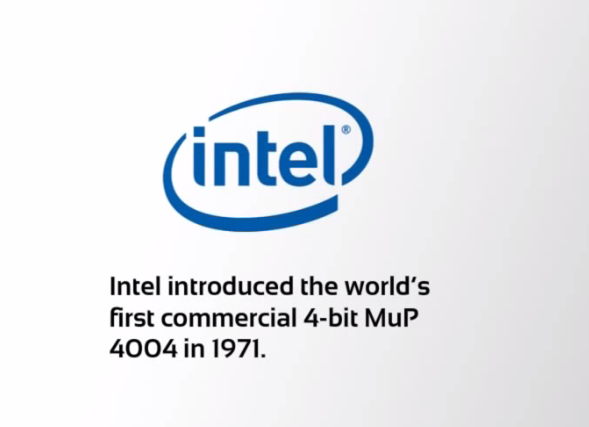 intel®
Intel introduced the world's
first commercial 4-bit MuP
4004 in 1971.